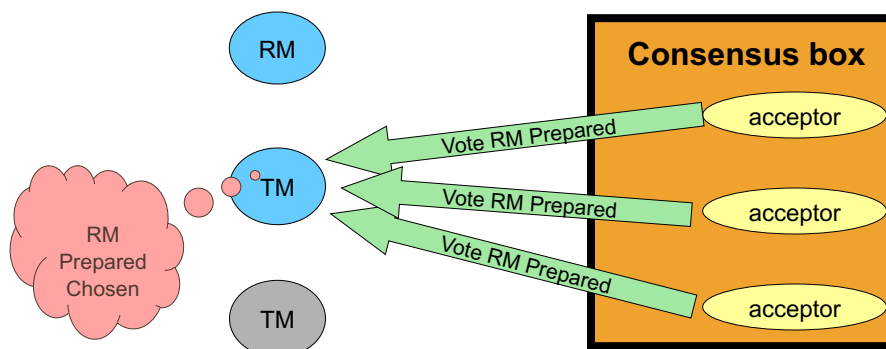 RM
Consensus box
acceptor
Vote RM Prepared
TM
Vote RM Prepared
acceptor
RM
Prepared
Chosen
Vote RM Prepared
TM
acceptor